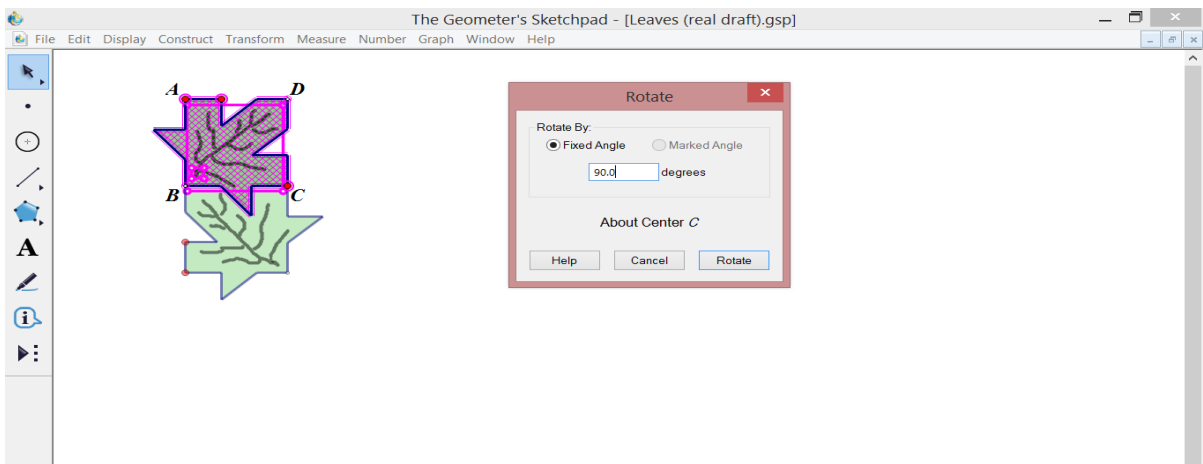 The Geometer's Sketchpad - [Leaves (real draft).gsp]
File Edit Display Construct Transform Measure Number Graph Window Help
A D
B C
A
Rotate
Rotate By:
Fixed Angle Marked Angle
90.0 degrees
About Center C
Help Cancel Rotate